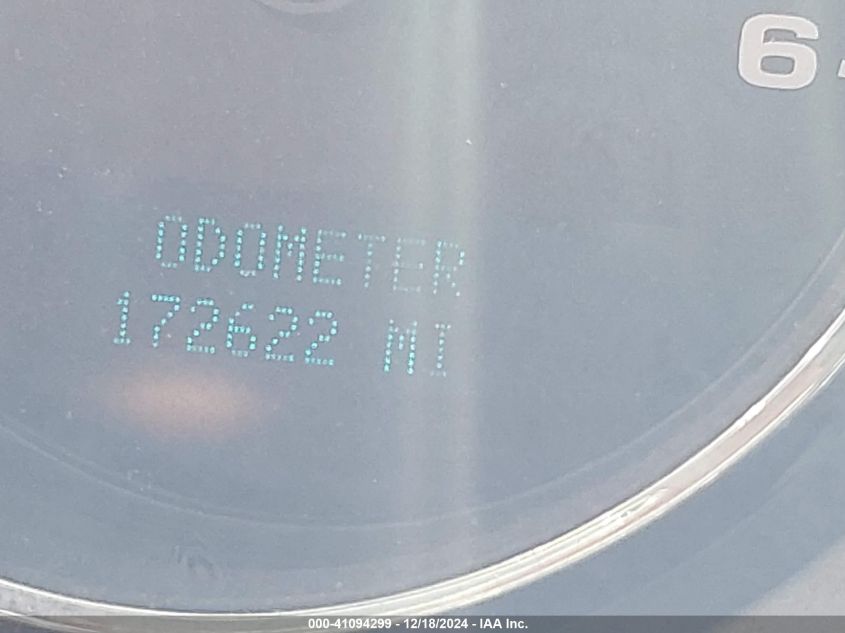 6
ODOMETER
172622 MI
000-41094299 - 12/18/2024 - IAA Inc.